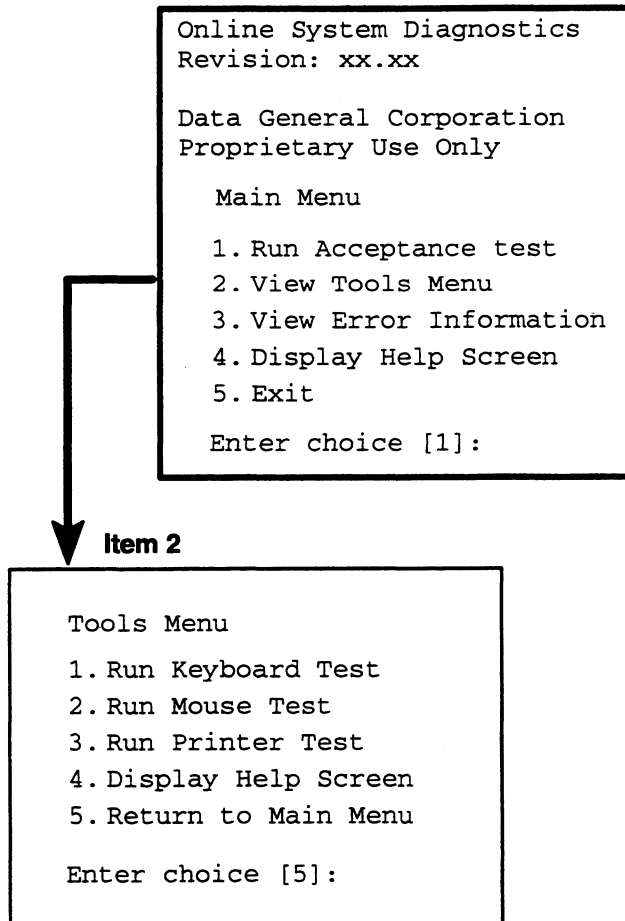 Online System Diagnostics
Revision: xx.xx
Data General Corporation
Proprietary Use Only
Main Menu
1. Run Acceptance test
2. View Tools Menu
3. View Error Information
4. Display Help Screen
5. Exit
Enter choice [1]:
Item 2
Tools Menu
1. Run Keyboard Test
2. Run Mouse Test
3. Run Printer Test
4. Display Help Screen
5. Return to Main Menu
Enter choice [5]: